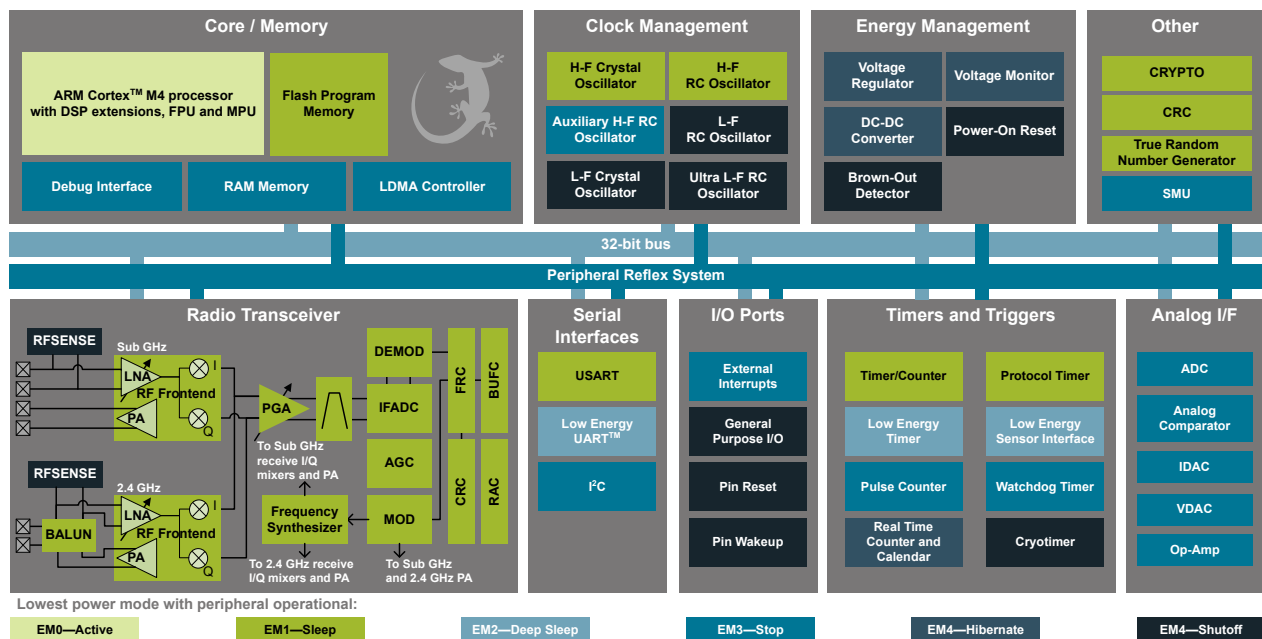 Core / Memory
ARM Cortex™ M4 processor
with DSP extensions, FPU and MPU
Flash Program
Memory
Debug Interface
RAM Memory
LDMA Controller
Clock Management
H-F Crystal
Oscillator
H-F
RC Oscillator
Auxiliary H-F RC
Oscillator
L-F
RC Oscillator
L-F Crystal
Oscillator
Ultra L-F RC
Oscillator
Energy Management
Voltage
Regulator
Voltage Monitor
DC-DC
Converter
Power-On Reset
Brown-Out
Detector
Other
CRYPTO
CRC
True Random
Number Generator
SMU
32-bit bus
Peripheral Reflex System
Radio Transceiver
RFSENSE
Sub GHz
LNA
RF Frontend
PA
I
Q
RFSENSE
2.4 GHz
LNA
RF Frontend
PA
I
Q
BALUN
PGA
To Sub GHz
receive I/Q
mixers and PA
Frequency
Synthesizer
To 2.4 GHz receive
I/Q mixers and PA
DEMOD
IFADC
AGC
MOD
To Sub GHz
and 2.4 GHz PA
FRC
BUFC
CRC
RAC
Serial
Interfaces
USART
Low Energy
UART™
I²C
I/O Ports
External
Interrupts
General
Purpose I/O
Pin Reset
Pin Wakeup
Timers and Triggers
Timer/Counter
Protocol Timer
Low Energy
Timer
Low Energy
Sensor Interface
Pulse Counter
Watchdog Timer
Real Time
Counter and
Calendar
Cryotimer
Analog I/F
ADC
Analog
Comparator
IDAC
VDAC
Op-Amp
Lowest power mode with peripheral operational:
EM0—Active
EM1—Sleep
EM2—Deep Sleep
EM3—Stop
EM4—Hibernate
EM4—Shutoff